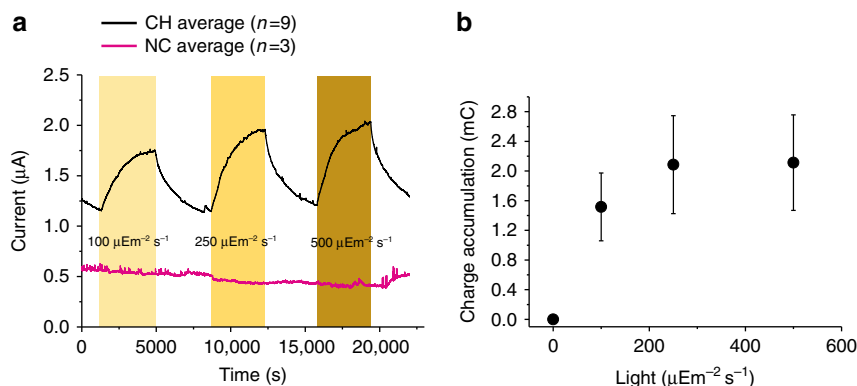 a
CH average (n=9)
NC average (n=3)
2.5
2.0
1.5
1.0
0.5
0.0
Current (µA)
100 µEm⁻² s⁻¹
250 µEm⁻² s⁻¹
500 µEm⁻² s⁻¹
0
5000
10,000
15,000
20,000
Time (s)
b
2.8
2.4
2.0
1.6
1.2
0.8
0.4
0.0
Charge accumulation (mC)
0
200
400
600
Light (µEm⁻² s⁻¹)